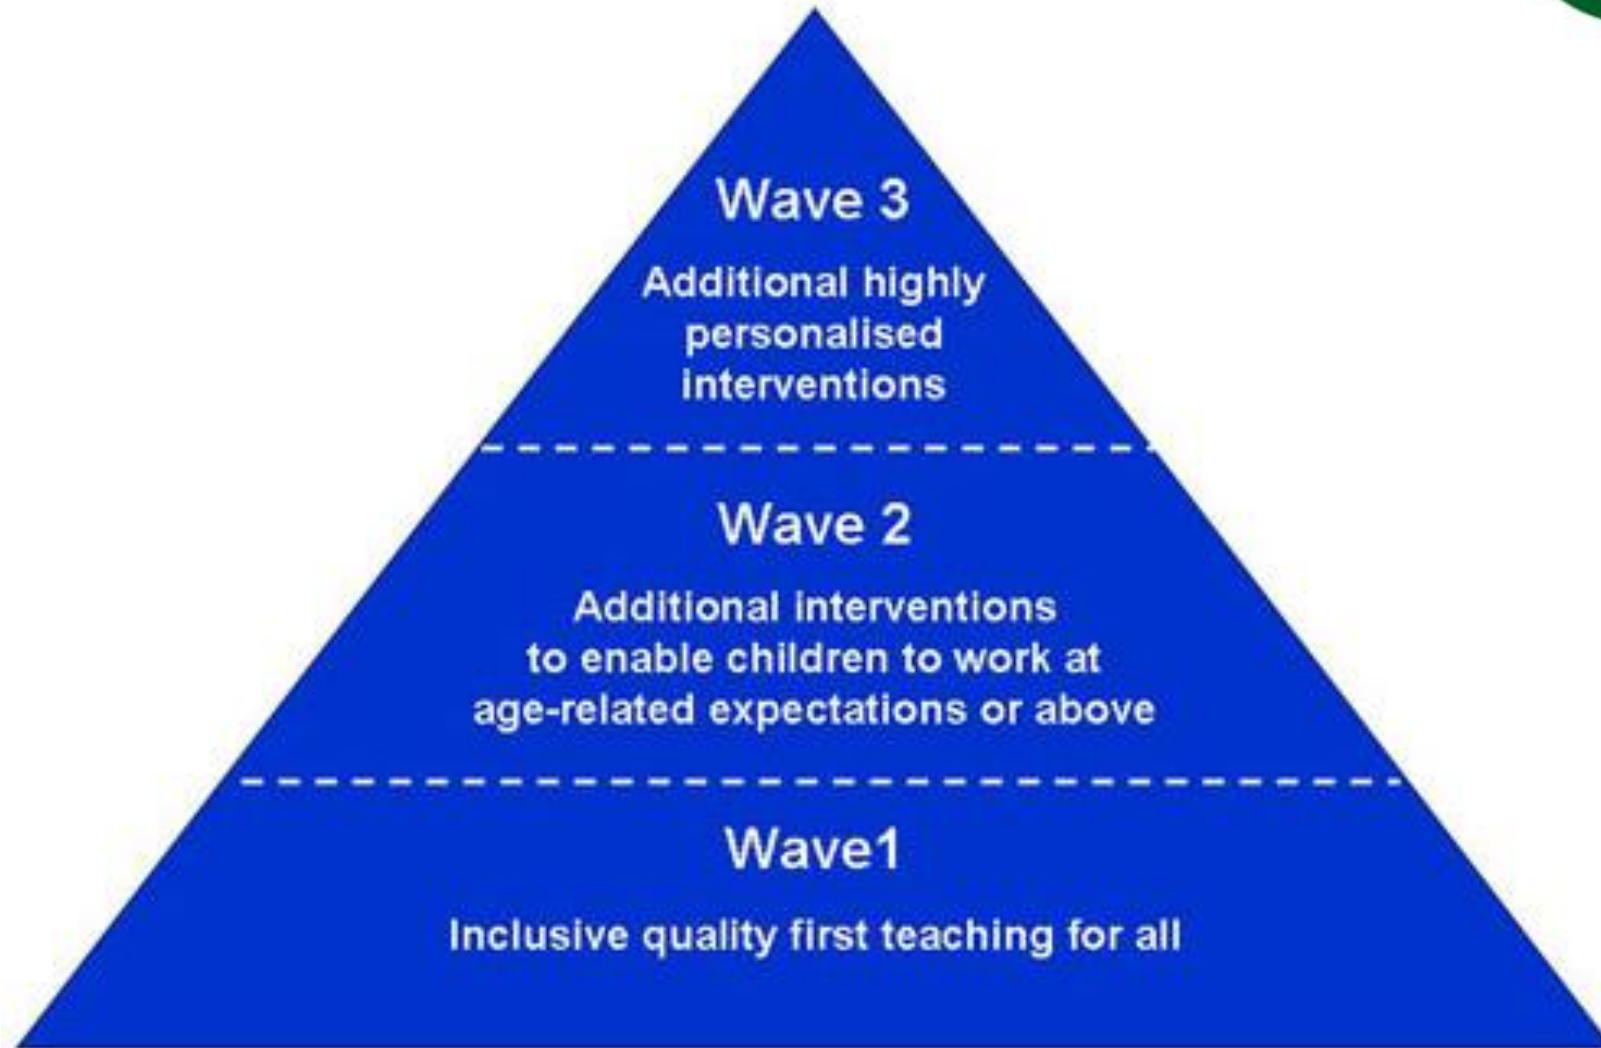 Wave 3
Additional highly
personalised
interventions
Wave 2
Additional interventions
to enable children to work at
age-related expectations or above
Wave1
Inclusive quality first teaching for all